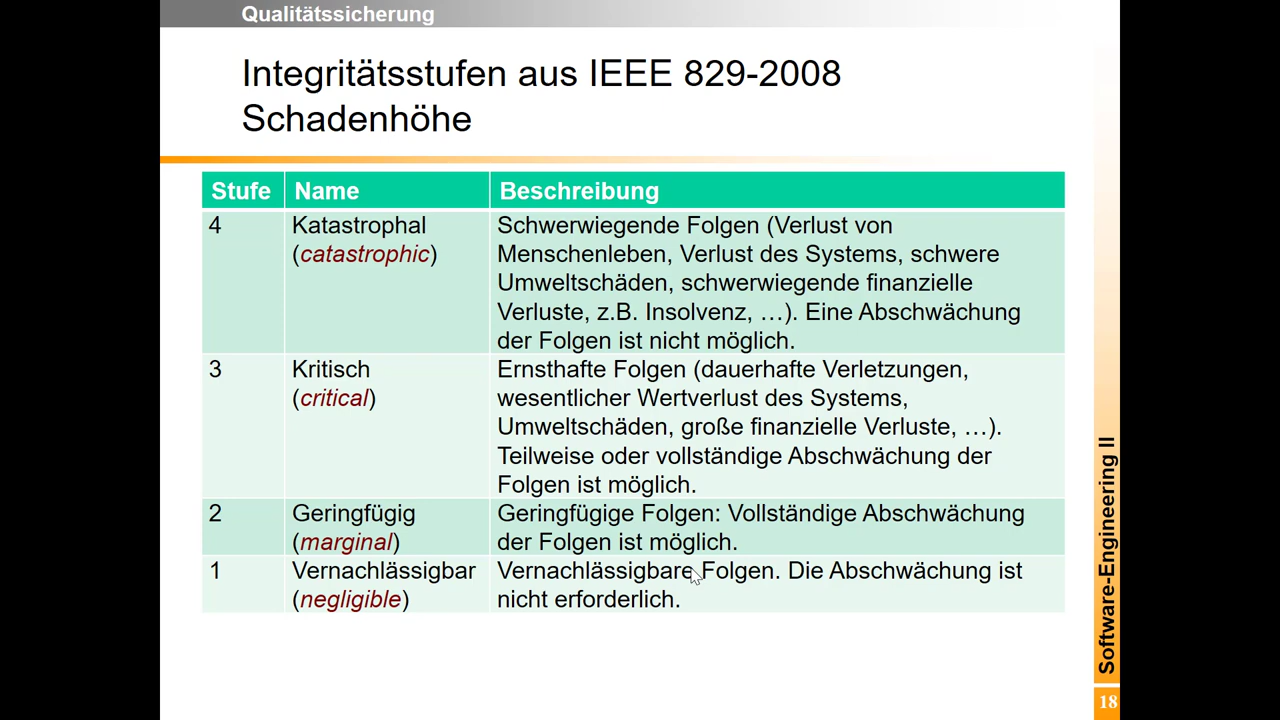 Qualitätssicherung
Integritätsstufen aus IEEE 829-2008
Schadenhöhe
Stufe Name Beschreibung
4 Katastrophal Schwerwiegende Folgen (Verlust von
(catastrophic) Menschenleben, Verlust des Systems, schwere
Umweltschäden, schwerwiegende finanzielle
Verluste, z.B. Insolvenz, …). Eine Abschwächung
der Folgen ist nicht möglich.
3 Kritisch Ernsthafte Folgen (dauerhafte Verletzungen,
(critical) wesentlicher Wertverlust des Systems,
Umweltschäden, große finanzielle Verluste, …).
Teilweise oder vollständige Abschwächung der
Folgen ist möglich.
2 Geringfügig Geringfügige Folgen: Vollständige Abschwächung
(marginal) der Folgen ist möglich.
1 Vernachlässigbar Vernachlässigbare Folgen. Die Abschwächung ist
(negligible) nicht erforderlich.
Software-Engineering II
18